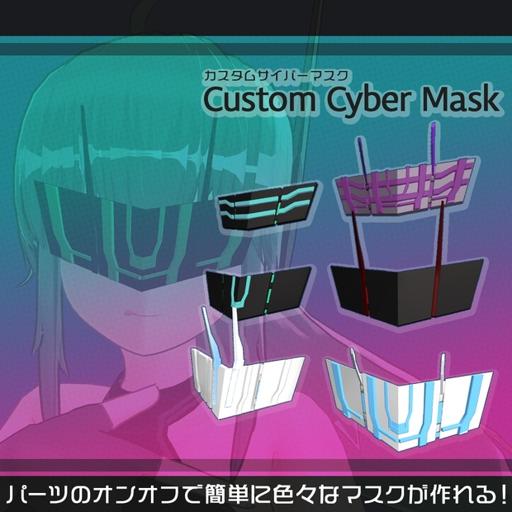 カスタムサイバーマスク
Custom Cyber Mask
パーツのオンオフで簡単に色々なマスクが作れる!